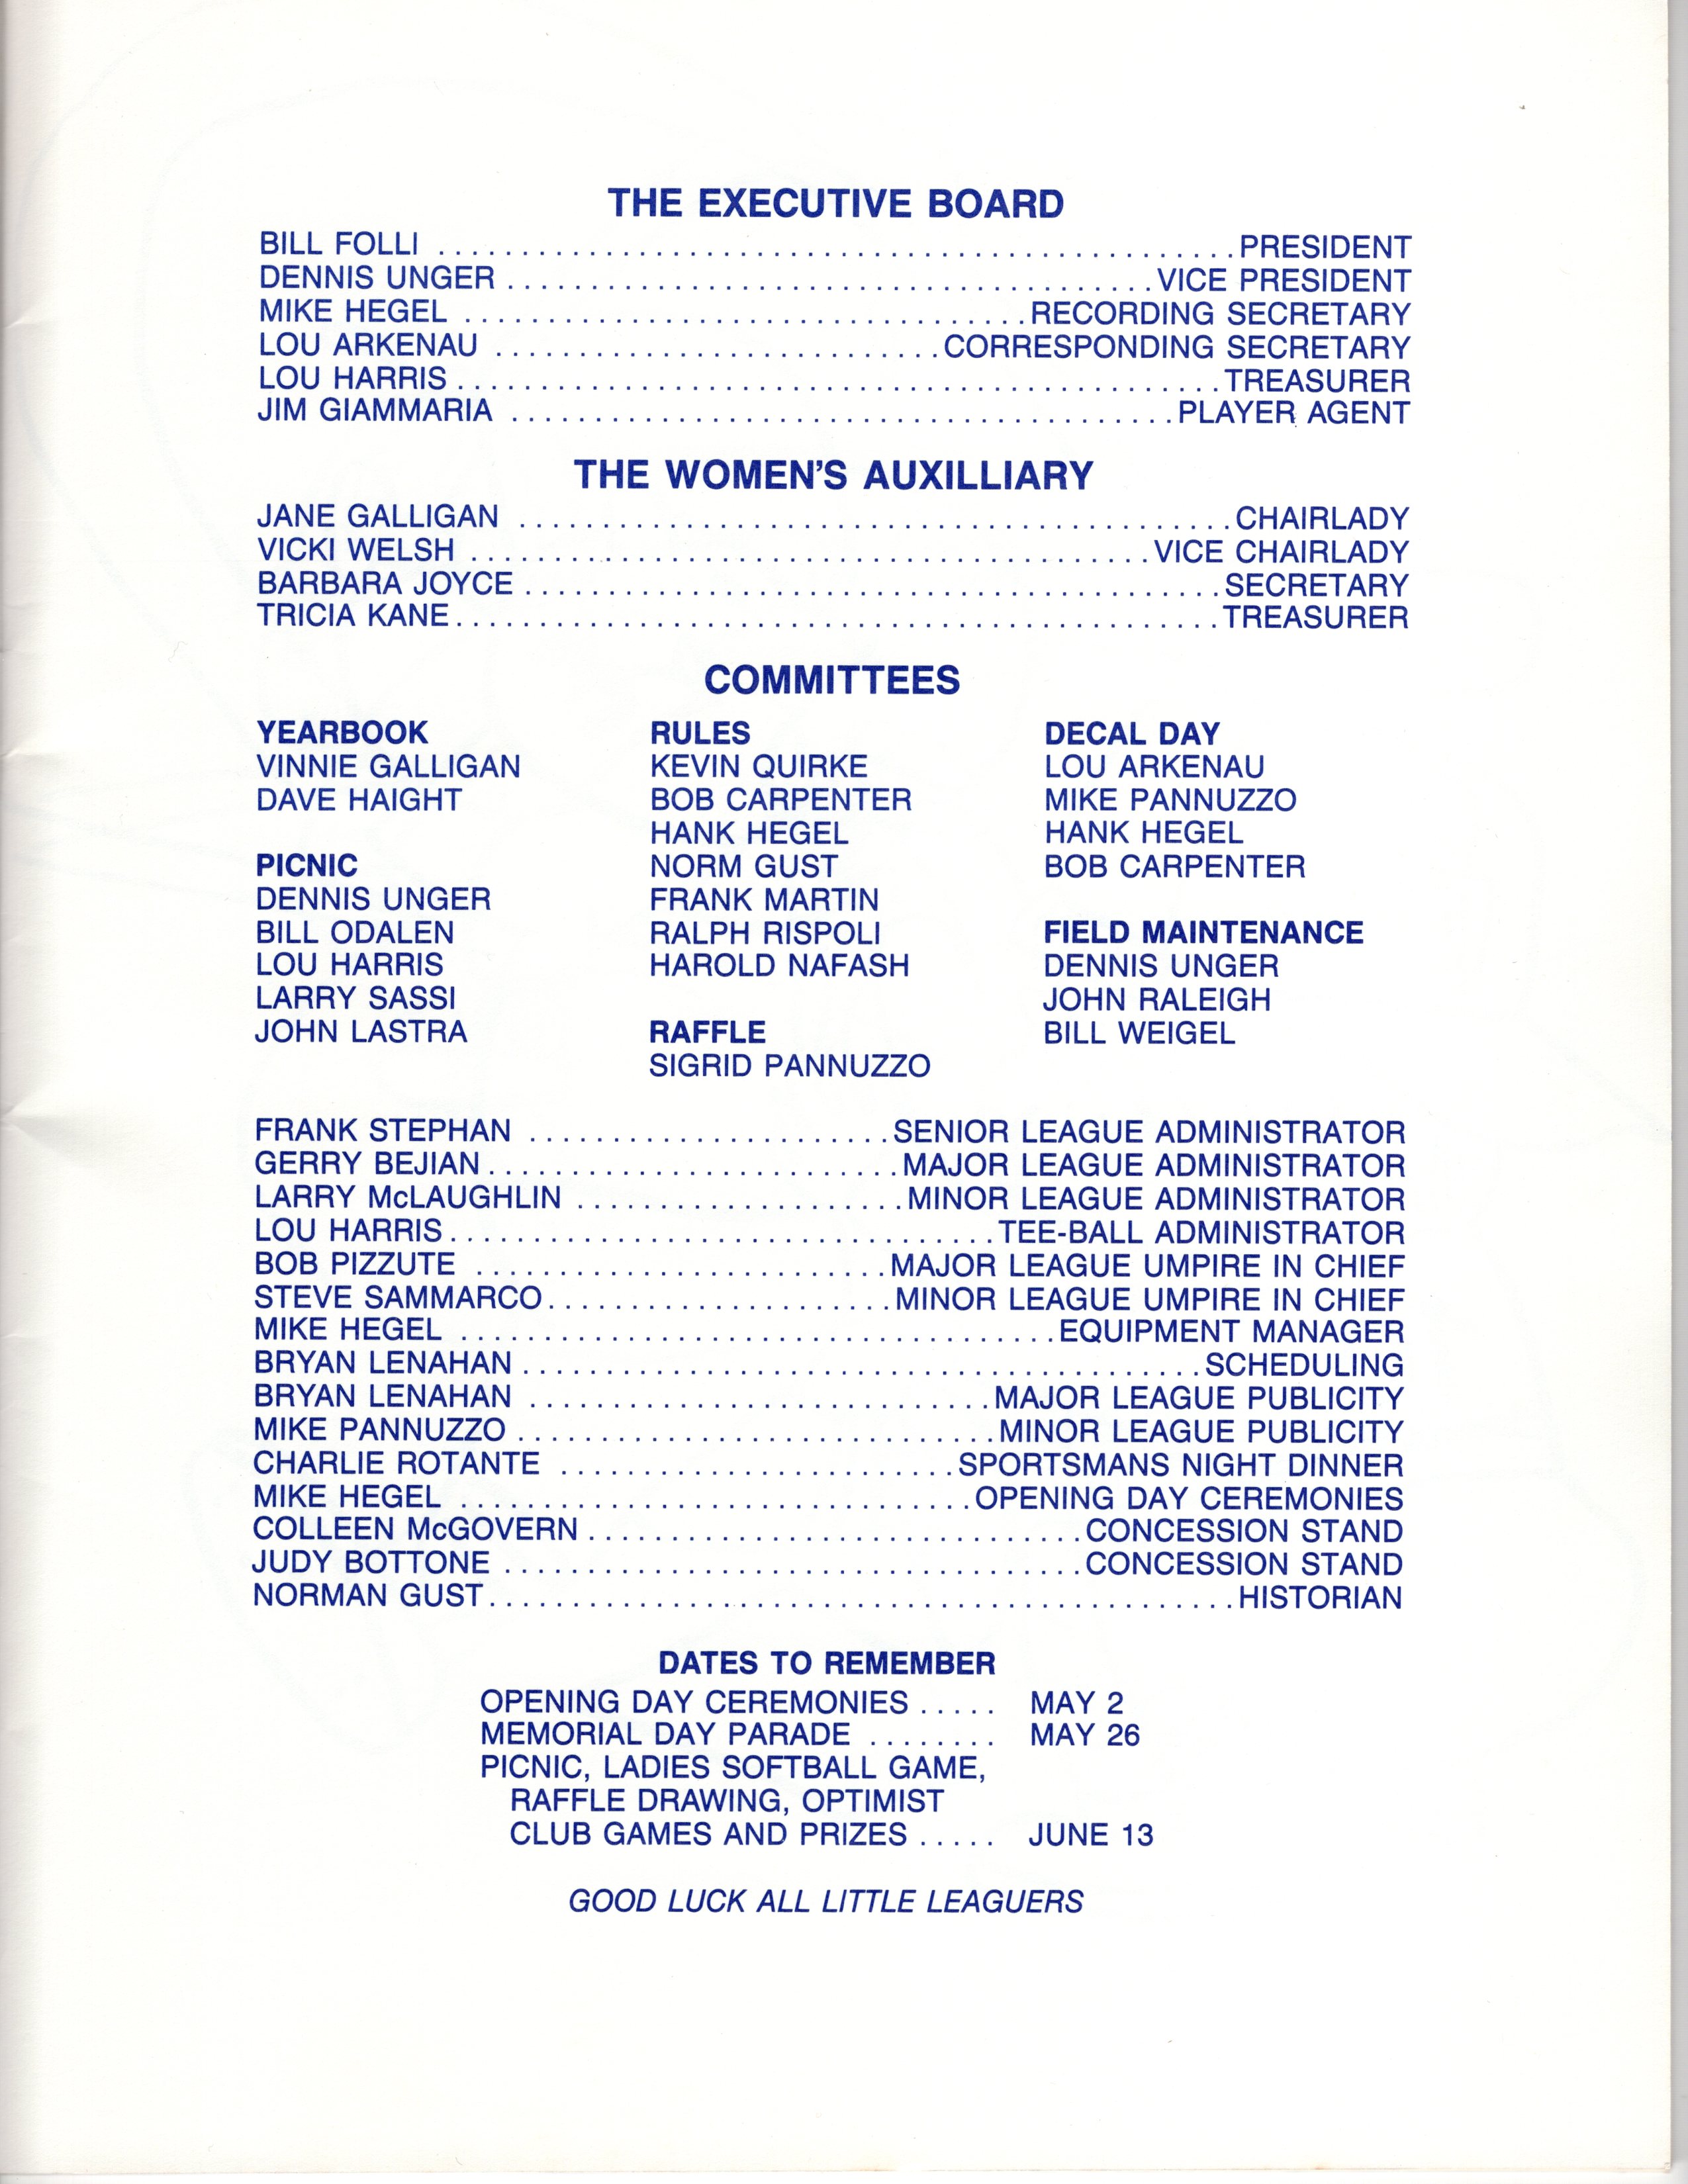 THE EXECUTIVE BOARD
BILL FOLLI ................................................ PRESIDENT
DENNIS UNGER ....................................... VICE PRESIDENT
MIKE HEGEL .................................. RECORDING SECRETARY
LOU ARKENAU ........................... CORRESPONDING SECRETARY
LOU HARRIS .............................................. TREASURER
JIM GIAMMARIA ........................................ PLAYER AGENT
THE WOMEN'S AUXILLIARY
JANE GALLIGAN ........................................... CHAIRLADY
VICKI WELSH ......................................... VICE CHAIRLADY
BARBARA JOYCE .......................................... SECRETARY
TRICIA KANE .............................................. TREASURER
COMMITTEES
YEARBOOK
VINNIE GALLIGAN
DAVE HAIGHT
PICNIC
DENNIS UNGER
BILL ODALEN
LOU HARRIS
LARRY SASSI
JOHN LASTRA
RULES
KEVIN QUIRKE
BOB CARPENTER
HANK HEGEL
NORM GUST
FRANK MARTIN
RALPH RISPOLI
HAROLD NAFASH
RAFFLE
SIGRID PANNUZZO
DECAL DAY
LOU ARKENAU
MIKE PANNUZZO
HANK HEGEL
BOB CARPENTER
FIELD MAINTENANCE
DENNIS UNGER
JOHN RALEIGH
BILL WEIGEL
FRANK STEPHAN ...................... SENIOR LEAGUE ADMINISTRATOR
GERRY BEJIAN ......................... MAJOR LEAGUE ADMINISTRATOR
LARRY McLAUGHLIN .................... MINOR LEAGUE ADMINISTRATOR
LOU HARRIS ................................. TEE-BALL ADMINISTRATOR
BOB PIZZUTE ......................... MAJOR LEAGUE UMPIRE IN CHIEF
STEVE SAMMARCO ..................... MINOR LEAGUE UMPIRE IN CHIEF
MIKE HEGEL .................................... EQUIPMENT MANAGER
BRYAN LENAHAN ......................................... SCHEDULING
BRYAN LENAHAN ............................ MAJOR LEAGUE PUBLICITY
MIKE PANNUZZO ............................. MINOR LEAGUE PUBLICITY
CHARLIE ROTANTE ........................ SPORTSMANS NIGHT DINNER
MIKE HEGEL ............................... OPENING DAY CEREMONIES
COLLEEN McGOVERN .............................. CONCESSION STAND
JUDY BOTTONE ................................... CONCESSION STAND
NORMAN GUST ............................................. HISTORIAN
DATES TO REMEMBER
OPENING DAY CEREMONIES ..... MAY 2
MEMORIAL DAY PARADE ........ MAY 26
PICNIC, LADIES SOFTBALL GAME,
RAFFLE DRAWING, OPTIMIST
CLUB GAMES AND PRIZES ..... JUNE 13
GOOD LUCK ALL LITTLE LEAGUERS